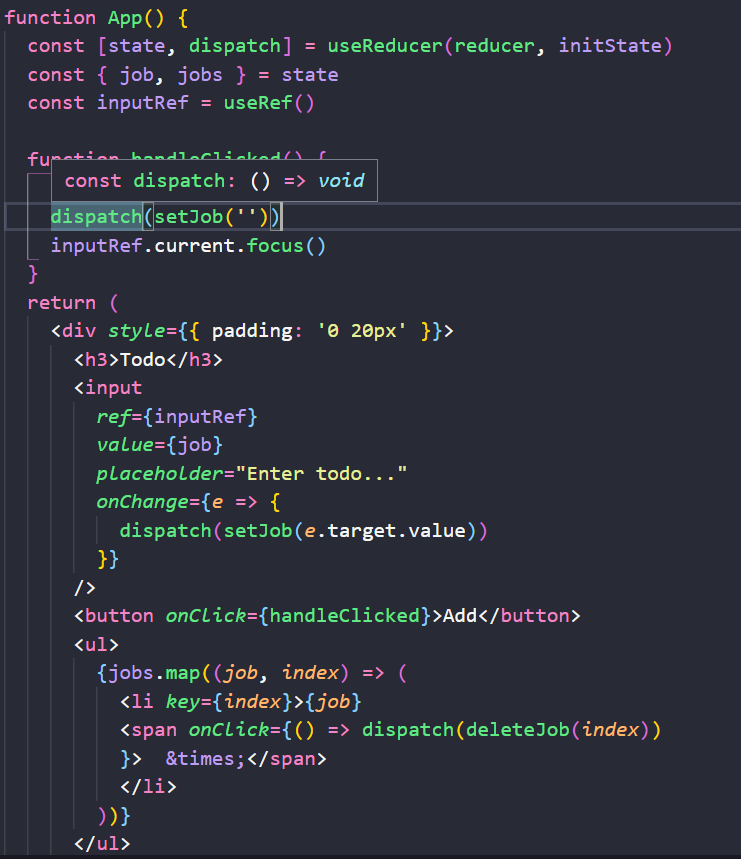 function App() {
  const [state, dispatch] = useReducer(reducer, initState)
  const { job, jobs } = state
  const inputRef = useRef()
  function handleClicked() {
const dispatch: () => void
    dispatch(setJob(''))
    inputRef.current.focus()
  }
  return (
    <div style={{ padding: '0 20px' }}>
      <h3>Todo</h3>
      <input
        ref={inputRef}
        value={job}
        placeholder="Enter todo..."
        onChange={e => {
          dispatch(setJob(e.target.value))
        }}
      />
      <button onClick={handleClicked}>Add</button>
      <ul>
        {jobs.map((job, index) => (
          <li key={index}>{job}
          <span onClick={() => dispatch(deleteJob(index))
          }>  &times;</span>
          </li>
        ))}
      </ul>